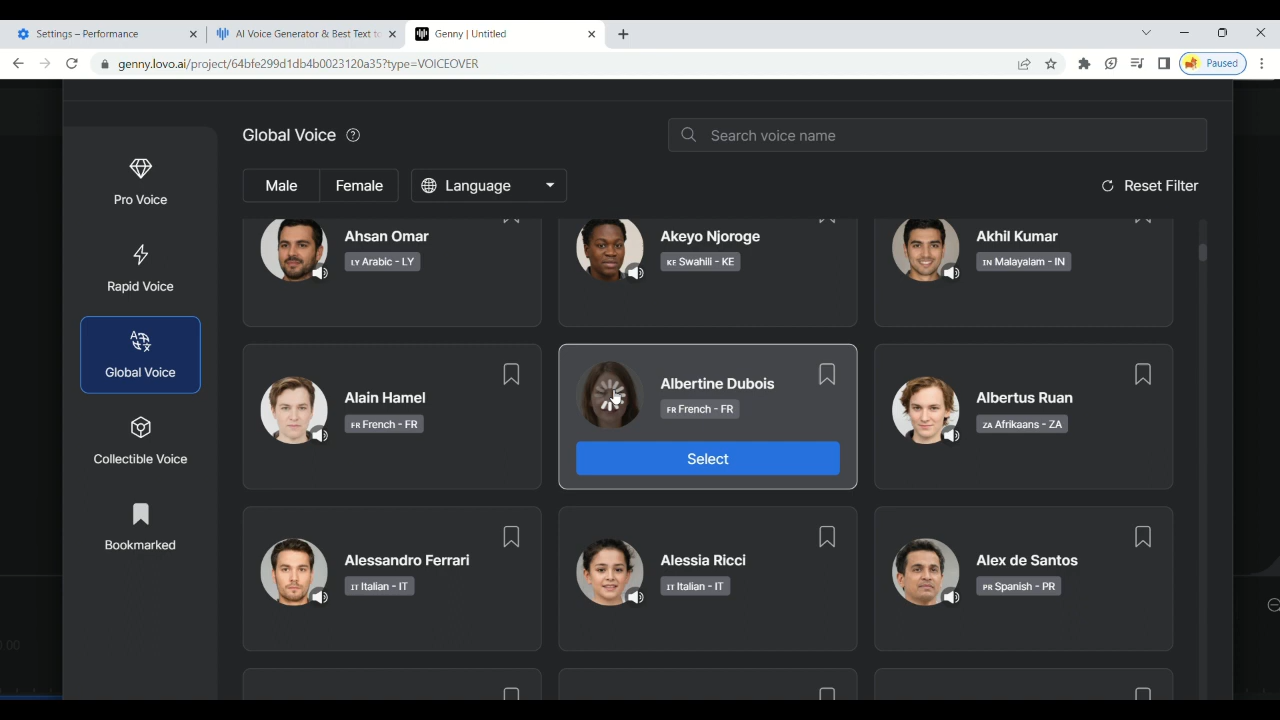 Settings – Performance
AI Voice Generator & Best Text to
Genny | Untitled
genny.lovo.ai/project/64bfe299d1db4b0023120a35?type=VOICEOVER
Paused
Global Voice ?
Search voice name
Male
Female
Language
Reset Filter
Pro Voice
Rapid Voice
Global Voice
Collectible Voice
Bookmarked
Ahsan Omar
LY Arabic - LY
Akeyo Njoroge
KE Swahili - KE
Akhil Kumar
IN Malayalam - IN
Alain Hamel
FR French - FR
Albertine Dubois
FR French - FR
Select
Albertus Ruan
ZA Afrikaans - ZA
Alessandro Ferrari
IT Italian - IT
Alessia Ricci
IT Italian - IT
Alex de Santos
PR Spanish - PR